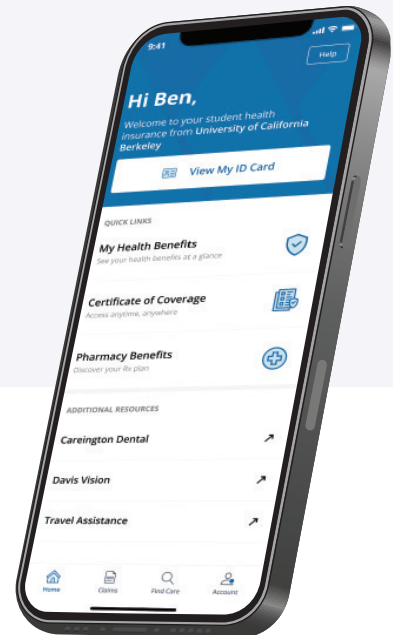 9:41
Help
Hi Ben,
Welcome to your student health
insurance from University of California
Berkeley
View My ID Card
QUICK LINKS
My Health Benefits
See your health benefits at a glance
Certificate of Coverage
Access anytime, anywhere
Pharmacy Benefits
Discover your Rx plan
ADDITIONAL RESOURCES
Careington Dental
Davis Vision
Travel Assistance
Home
Claims
Find Care
Account